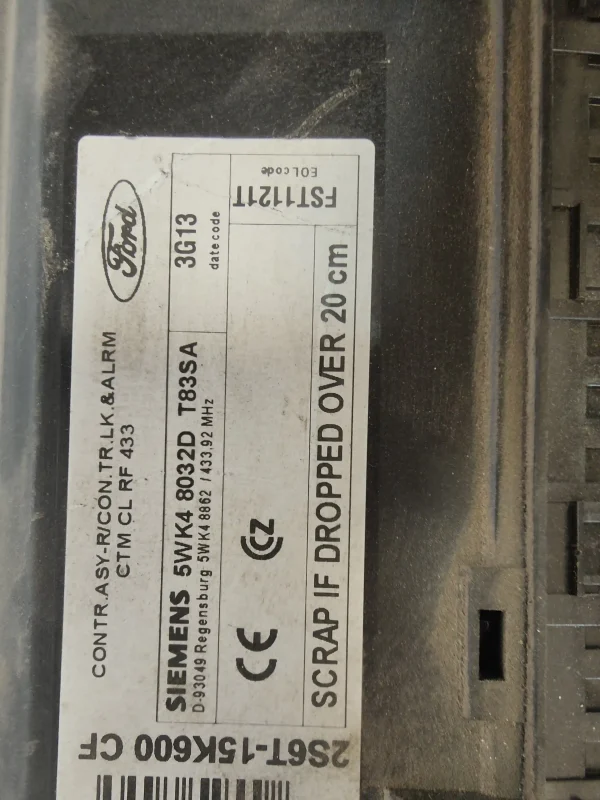 CONTR.ASY-R/CON.TR.LK.&ALRM
CTM CL RF 433
Ford
SIEMENS 5WK4 8032D T83SA
D-93049 Regensburg 5WK4 8862 / 433,92 MHz
3G13
date code
CE CZ
FST1121T
EOL code
SCRAP IF DROPPED OVER 20 cm
2S6T-15K600 CF